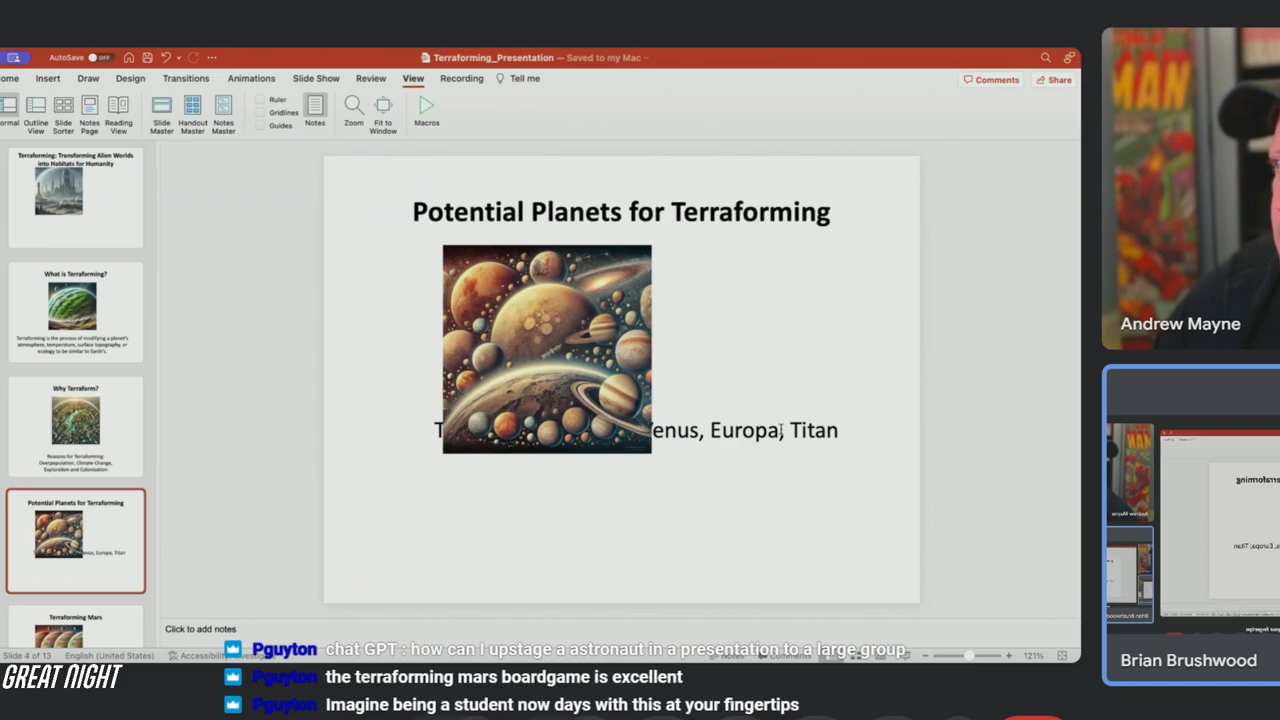 AutoSave OFF
Terraforming_Presentation — Saved to my Mac
ome Insert Draw Design Transitions Animations Slide Show Review View Recording Tell me
Comments Share
ormal
Outline View
Slide Sorter
Notes Page
Reading View
Slide Master
Handout Master
Notes Master
Ruler
Gridlines
Guides
Notes
Zoom
Fit to Window
Macros
Terraforming: Transforming Alien Worlds
into Habitats for Humanity
What is Terraforming?
Terraforming is the process of modifying a planet's
atmosphere, temperature, surface topography, or
ecology to be similar to Earth's.
Why Terraform?
Reasons for Terraforming:
Overpopulation, Climate Change,
Exploration and Colonization
Potential Planets for Terraforming
enus, Europa, Titan
Terraforming Mars
Potential Planets for Terraforming
T enus, Europa, Titan
Click to add notes
Slide 4 of 13 English (United States)
Notes Comments 121%
Andrew Mayne
Brian Brushwood
GREAT NIGHT
Pguyton chat GPT : how can I upstage a astronaut in a presentation to a large group.
Pguyton the terraforming mars boardgame is excellent
Pguyton Imagine being a student now days with this at your fingertips